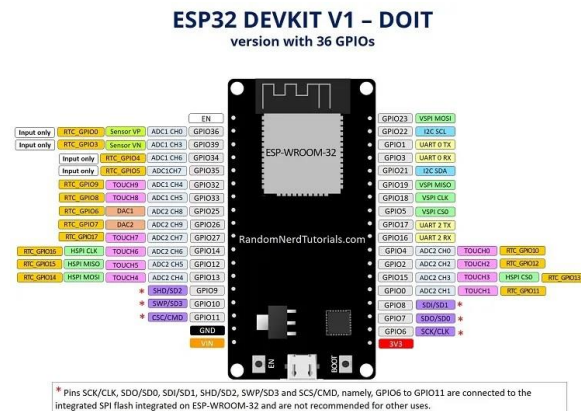 ESP32 DEVKIT V1 – DOIT
version with 36 GPIOs
EN
GPIO23 VSPI MOSI
Input only RTC_GPIO0 Sensor VP ADC1 CH0 GPIO36
GPIO22 I2C SCL
Input only RTC_GPIO3 Sensor VN ADC1 CH3 GPIO39
GPIO1 UART 0 TX
Input only RTC_GPIO4 ADC1 CH6 GPIO34
GPIO3 UART 0 RX
Input only RTC_GPIO5 ADC1CH7 GPIO35
GPIO21 I2C SDA
RTC_GPIO9 TOUCH9 ADC1 CH4 GPIO32
GPIO19 VSPI MISO
RTC_GPIO8 TOUCH8 ADC1 CH5 GPIO33
GPIO18 VSPI CLK
RTC_GPIO6 DAC1 ADC2 CH8 GPIO25
GPIO5 VSPI CS0
RTC_GPIO7 DAC2 ADC2 CH9 GPIO26
GPIO17 UART 2 TX
RTC_GPIO17 TOUCH7 ADC2 CH7 GPIO27
GPIO16 UART 2 RX
RTC_GPIO16 HSPI CLK TOUCH6 ADC2 CH6 GPIO14
GPIO4 ADC2 CH0 TOUCH0 RTC_GPIO10
RTC_GPIO15 HSPI MISO TOUCH5 ADC2 CH5 GPIO12
GPIO2 ADC2 CH2 TOUCH2 RTC_GPIO12
RTC_GPIO14 HSPI MOSI TOUCH4 ADC2 CH4 GPIO13
GPIO15 ADC2 CH3 TOUCH3 HSPI CS0 RTC_GPIO13
* SHD/SD2 GPIO9
GPIO0 ADC2 CH1 TOUCH1 RTC_GPIO11
* SWP/SD3 GPIO10
GPIO8 SDI/SD1 *
* CSC/CMD GPIO11
GPIO7 SDO/SD0 *
GND
GPIO6 SCK/CLK *
VIN
3V3
ESP-WROOM-32
RandomNerdTutorials.com
EN
BOOT
* Pins SCK/CLK, SDO/SD0, SDI/SD1, SHD/SD2, SWP/SD3 and SCS/CMD, namely, GPIO6 to GPIO11 are connected to the
integrated SPI flash integrated on ESP-WROOM-32 and are not recommended for other uses.